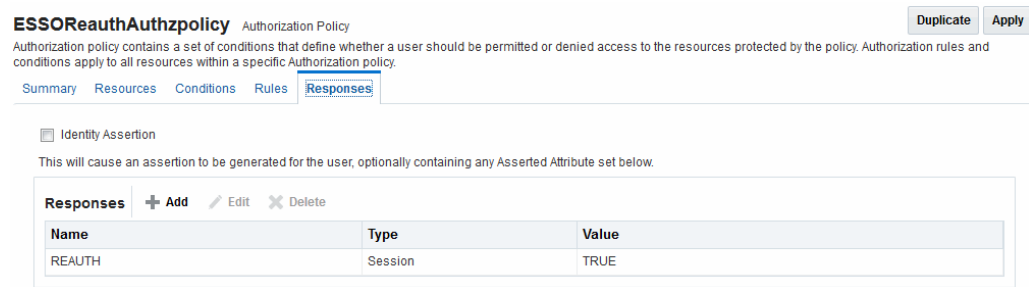 ESSOReauthAuthzpolicy Authorization Policy Duplicate Apply
Authorization policy contains a set of conditions that define whether a user should be permitted or denied access to the resources protected by the policy. Authorization rules and
conditions apply to all resources within a specific Authorization policy.
Summary Resources Conditions Rules Responses
Identity Assertion
This will cause an assertion to be generated for the user, optionally containing any Asserted Attribute set below.
Responses Add Edit Delete
Name Type Value
REAUTH Session TRUE